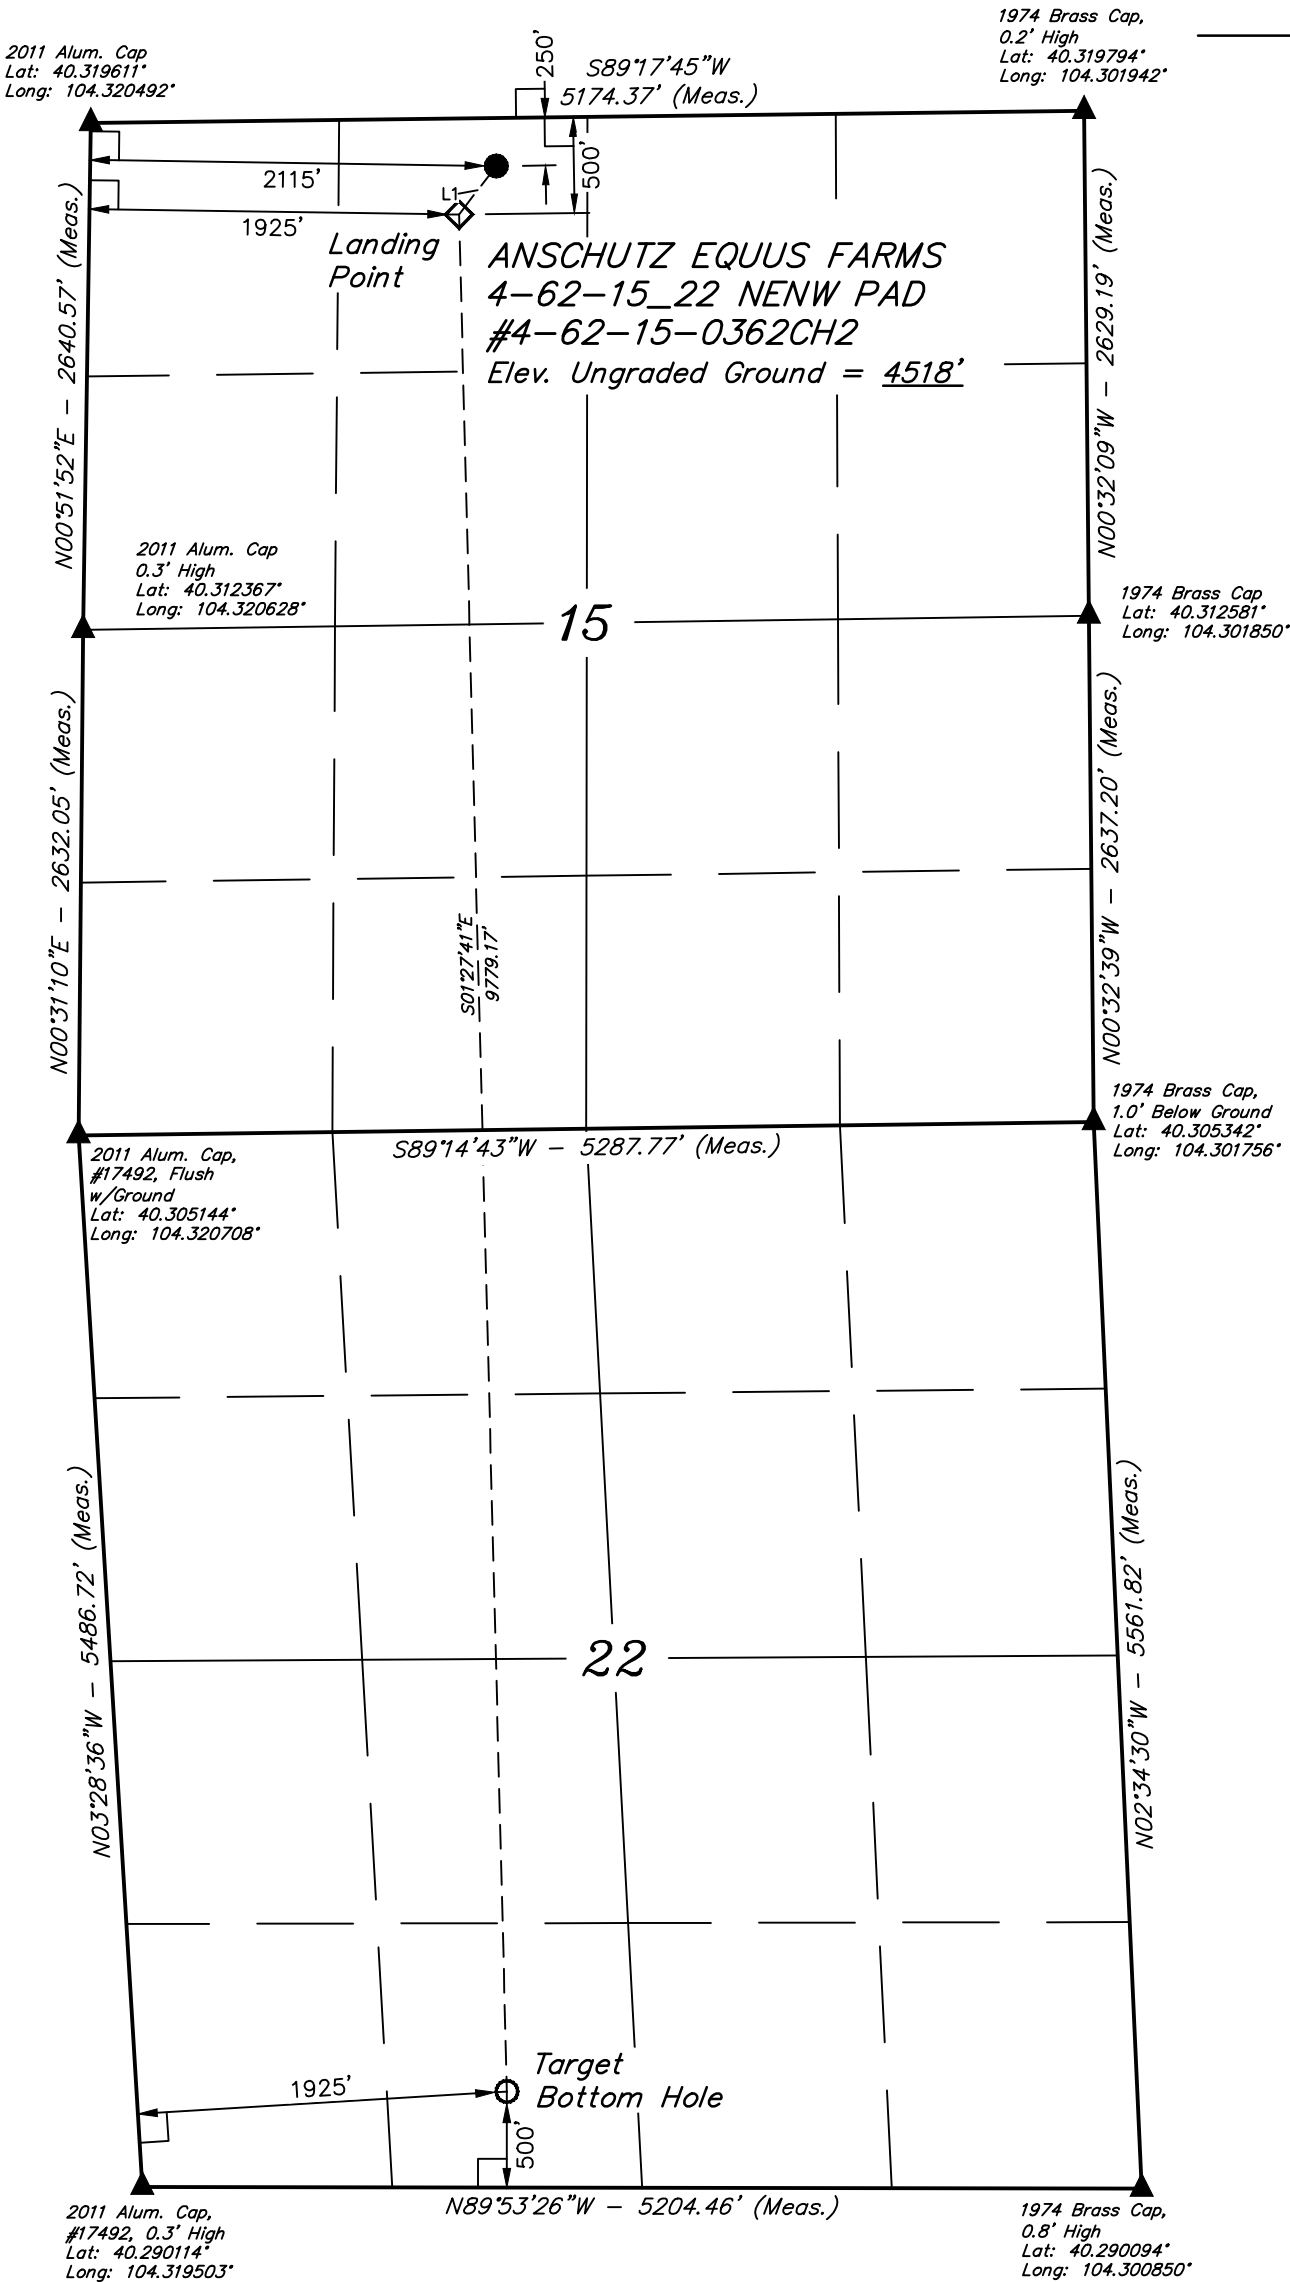 1974 Brass Cap,
0.2' High
Lat: 40.319794°
Long: 104.301942°
2011 Alum. Cap
Lat: 40.319611°
Long: 104.320492°
250'
S89°17'45"W
5174.37' (Meas.)
500'
2115'
L1
1925'
Landing
Point
ANSCHUTZ EQUUS FARMS
4-62-15_22 NENW PAD
#4-62-15-0362CH2
Elev. Ungraded Ground = 4518'
N00°51'52"E - 2640.57' (Meas.)
N00°32'09"W - 2629.19' (Meas.)
2011 Alum. Cap
0.3' High
Lat: 40.312367°
Long: 104.320628°
15
1974 Brass Cap
Lat: 40.312581°
Long: 104.301850°
N00°31'10"E - 2632.05' (Meas.)
S01°27'41"E
9779.17'
N00°32'39"W - 2637.20' (Meas.)
1974 Brass Cap,
1.0' Below Ground
Lat: 40.305342°
Long: 104.301756°
S89°14'43"W - 5287.77' (Meas.)
2011 Alum. Cap,
#17492, Flush
w/Ground
Lat: 40.305144°
Long: 104.320708°
N03°28'36"W - 5486.72' (Meas.)
22
N02°34'30"W - 5561.82' (Meas.)
Target
Bottom Hole
1925'
500'
N89°53'26"W - 5204.46' (Meas.)
2011 Alum. Cap,
#17492, 0.3' High
Lat: 40.290114°
Long: 104.319503°
1974 Brass Cap,
0.8' High
Lat: 40.290094°
Long: 104.300850°